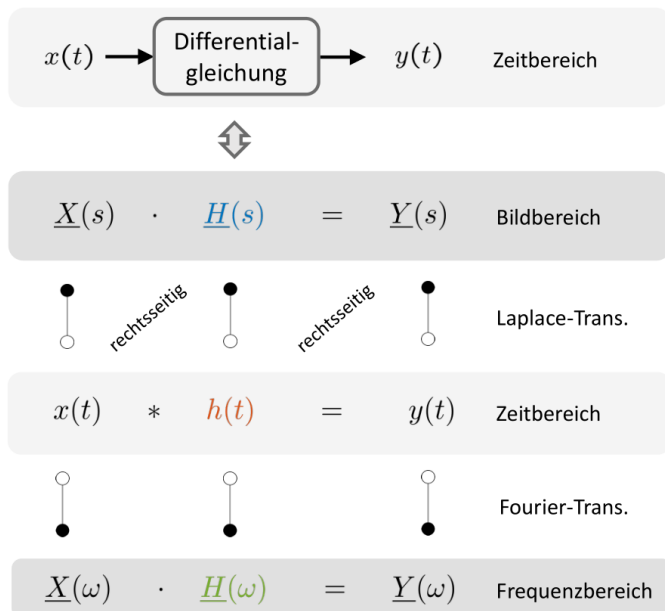 x(t) Differential-gleichung y(t) Zeitbereich
X(s) · H(s) = Y(s) Bildbereich
rechtsseitig rechtsseitig Laplace-Trans.
x(t) * h(t) = y(t) Zeitbereich
Fourier-Trans.
X(ω) · H(ω) = Y(ω) Frequenzbereich